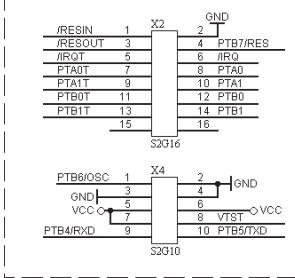 X2
GND
/RESIN 1 2
/RESOUT 3 4 PTB7/RES
/IRQT 5 6 /IRQ
PTA0T 7 8 PTA0
PTA1T 9 10 PTA1
PTB0T 11 12 PTB0
PTB1T 13 14 PTB1
15 16
S2G16
X4
PTB6/OSC 1 2
GND 3 4 GND
VCC 5 6 VCC
7 8 VTST
PTB4/RXD 9 10 PTB5/TXD
S2G10